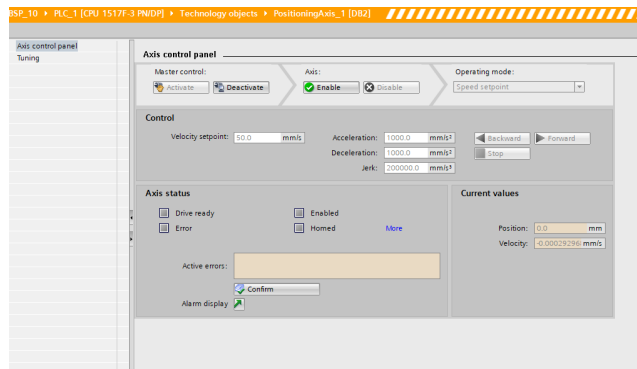 BSP_10 ▸ PLC_1 [CPU 1517F-3 PN/DP] ▸ Technology objects ▸ PositioningAxis_1 [DB2]
Axis control panel
Tuning
Axis control panel
Master control:
Activate
Deactivate
Axis:
Enable
Disable
Operating mode:
Speed setpoint
Control
Velocity setpoint: 50.0 mm/s
Acceleration: 1000.0 mm/s²
Deceleration: 1000.0 mm/s²
Jerk: 200000.0 mm/s³
Backward
Forward
Stop
Axis status
Drive ready
Enabled
Error
Homed
More
Active errors:
Confirm
Alarm display
Current values
Position: 0.0 mm
Velocity: -0.00029296 mm/s